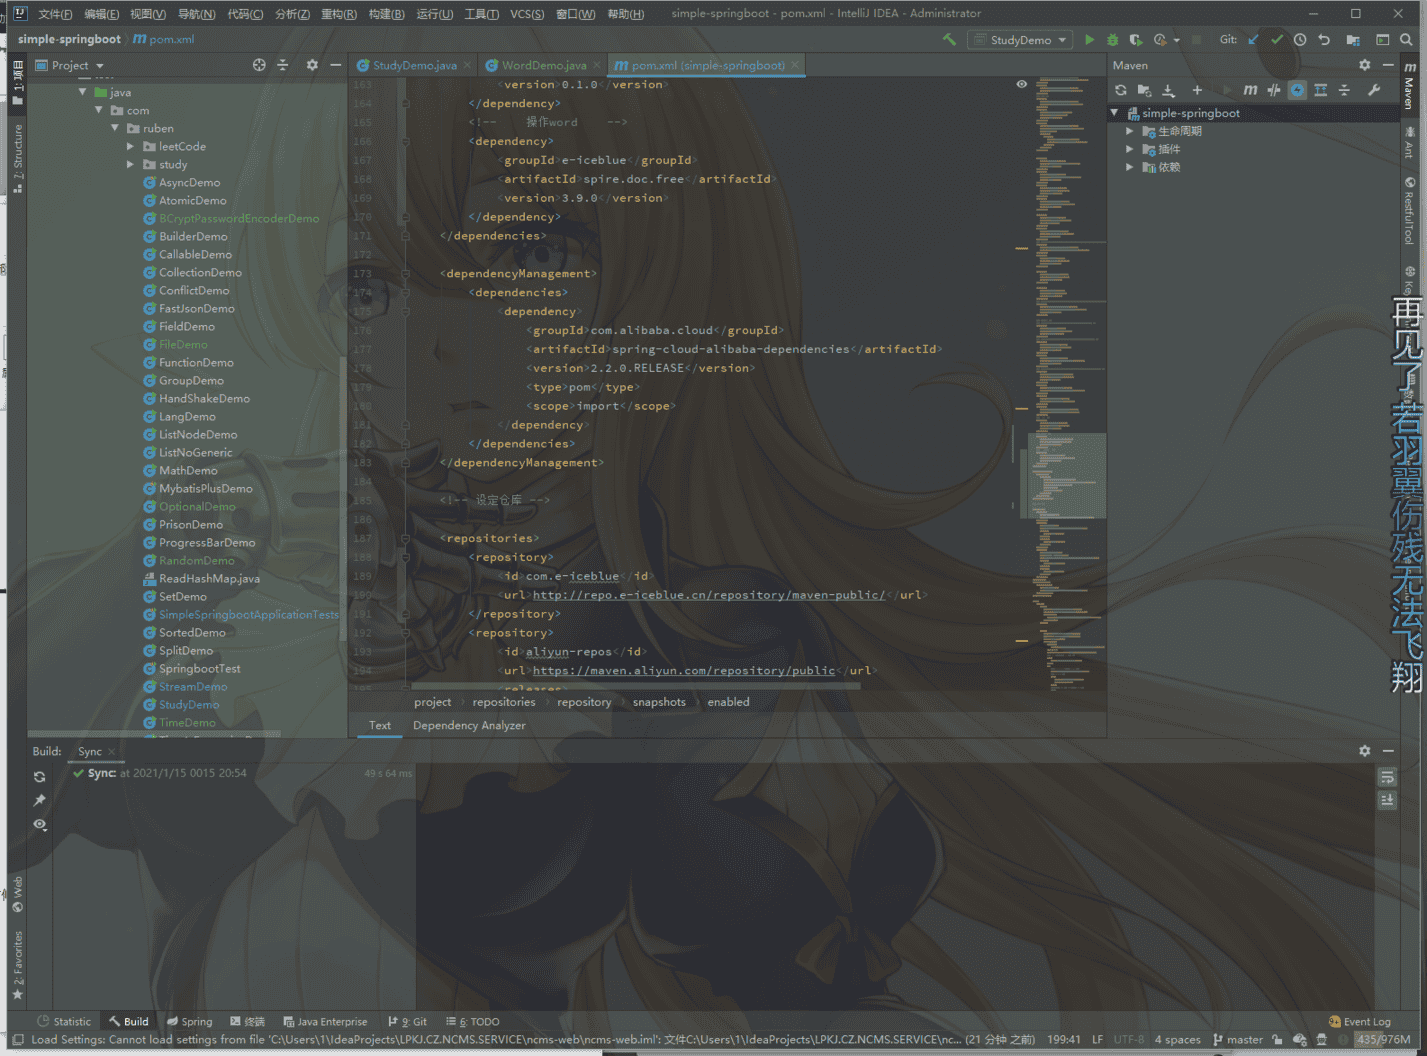 文件(F) 编辑(E) 视图(V) 导航(N) 代码(C) 分析(Z) 重构(R) 构建(B) 运行(U) 工具(T) VCS(S) 窗口(W) 帮助(H) simple-springboot - pom.xml - IntelliJ IDEA - Administrator
simple-springboot pom.xml StudyDemo Git:
1: 项目
7: Structure
2: Web
2: Favorites
Project
java
com
ruben
leetCode
study
AsyncDemo
AtomicDemo
BCryptPasswordEncoderDemo
BuilderDemo
CallableDemo
CollectionDemo
ConflictDemo
FastJsonDemo
FieldDemo
FileDemo
FunctionDemo
GroupDemo
HandShakeDemo
LangDemo
ListNodeDemo
ListNoGeneric
MathDemo
MybatisPlusDemo
OptionalDemo
PrisonDemo
ProgressBarDemo
RandomDemo
ReadHashMap.java
SetDemo
SimpleSpringbootApplicationTests
SortedDemo
SplitDemo
SpringbootTest
StreamDemo
StudyDemo
TimeDemo
StudyDemo.java WordDemo.java pom.xml (simple-springboot)
163 <version>0.1.0</version>
164 </dependency>
165 <!-- 操作word -->
166 <dependency>
167 <groupId>e-iceblue</groupId>
168 <artifactId>spire.doc.free</artifactId>
169 <version>3.9.0</version>
170 </dependency>
171 </dependencies>
172
173 <dependencyManagement>
174 <dependencies>
175 <dependency>
176 <groupId>com.alibaba.cloud</groupId>
177 <artifactId>spring-cloud-alibaba-dependencies</artifactId>
178 <version>2.2.0.RELEASE</version>
179 <type>pom</type>
180 <scope>import</scope>
181 </dependency>
182 </dependencies>
183 </dependencyManagement>
184
185 <!-- 设定仓库 -->
186
187 <repositories>
188 <repository>
189 <id>com.e-iceblue</id>
190 <url>http://repo.e-iceblue.cn/repository/maven-public/</url>
191 </repository>
192 <repository>
193 <id>aliyun-repos</id>
194 <url>https://maven.aliyun.com/repository/public</url>
195 <releases>
project repositories repository snapshots enabled
Text Dependency Analyzer
Maven
simple-springboot
生命周期
插件
依赖
Maven
Ant
RestfulTool
再见了若羽翼伤残无法飞翔
Build: Sync
Sync: at 2021/1/15 0015 20:54 49 s 64 ms
Statistic Build Spring 终端 Java Enterprise 9: Git 6: TODO Event Log
Load Settings: Cannot load settings from file 'C:\Users\1\IdeaProjects\LPKJ.CZ.NCMS.SERVICE\ncms-web\ncms-web.iml': 文件C:\Users\1\IdeaProjects\LPKJ.CZ.NCMS.SERVICE\nc... (21 分钟 之前) 199:41 LF UTF-8 4 spaces master 435/976M